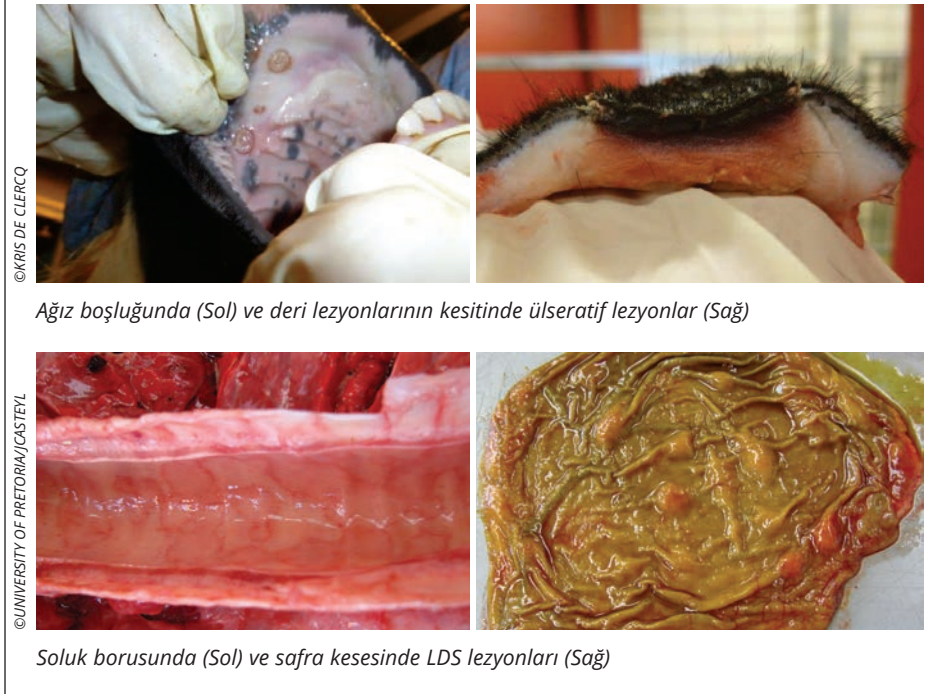 ©KRIS DE CLERCQ
Ağız boşluğunda (Sol) ve deri lezyonlarının kesitinde ülseratif lezyonlar (Sağ)
©UNIVERSITY OF PRETORIA/JCASTEYL
Soluk borusunda (Sol) ve safra kesesinde LDS lezyonları (Sağ)